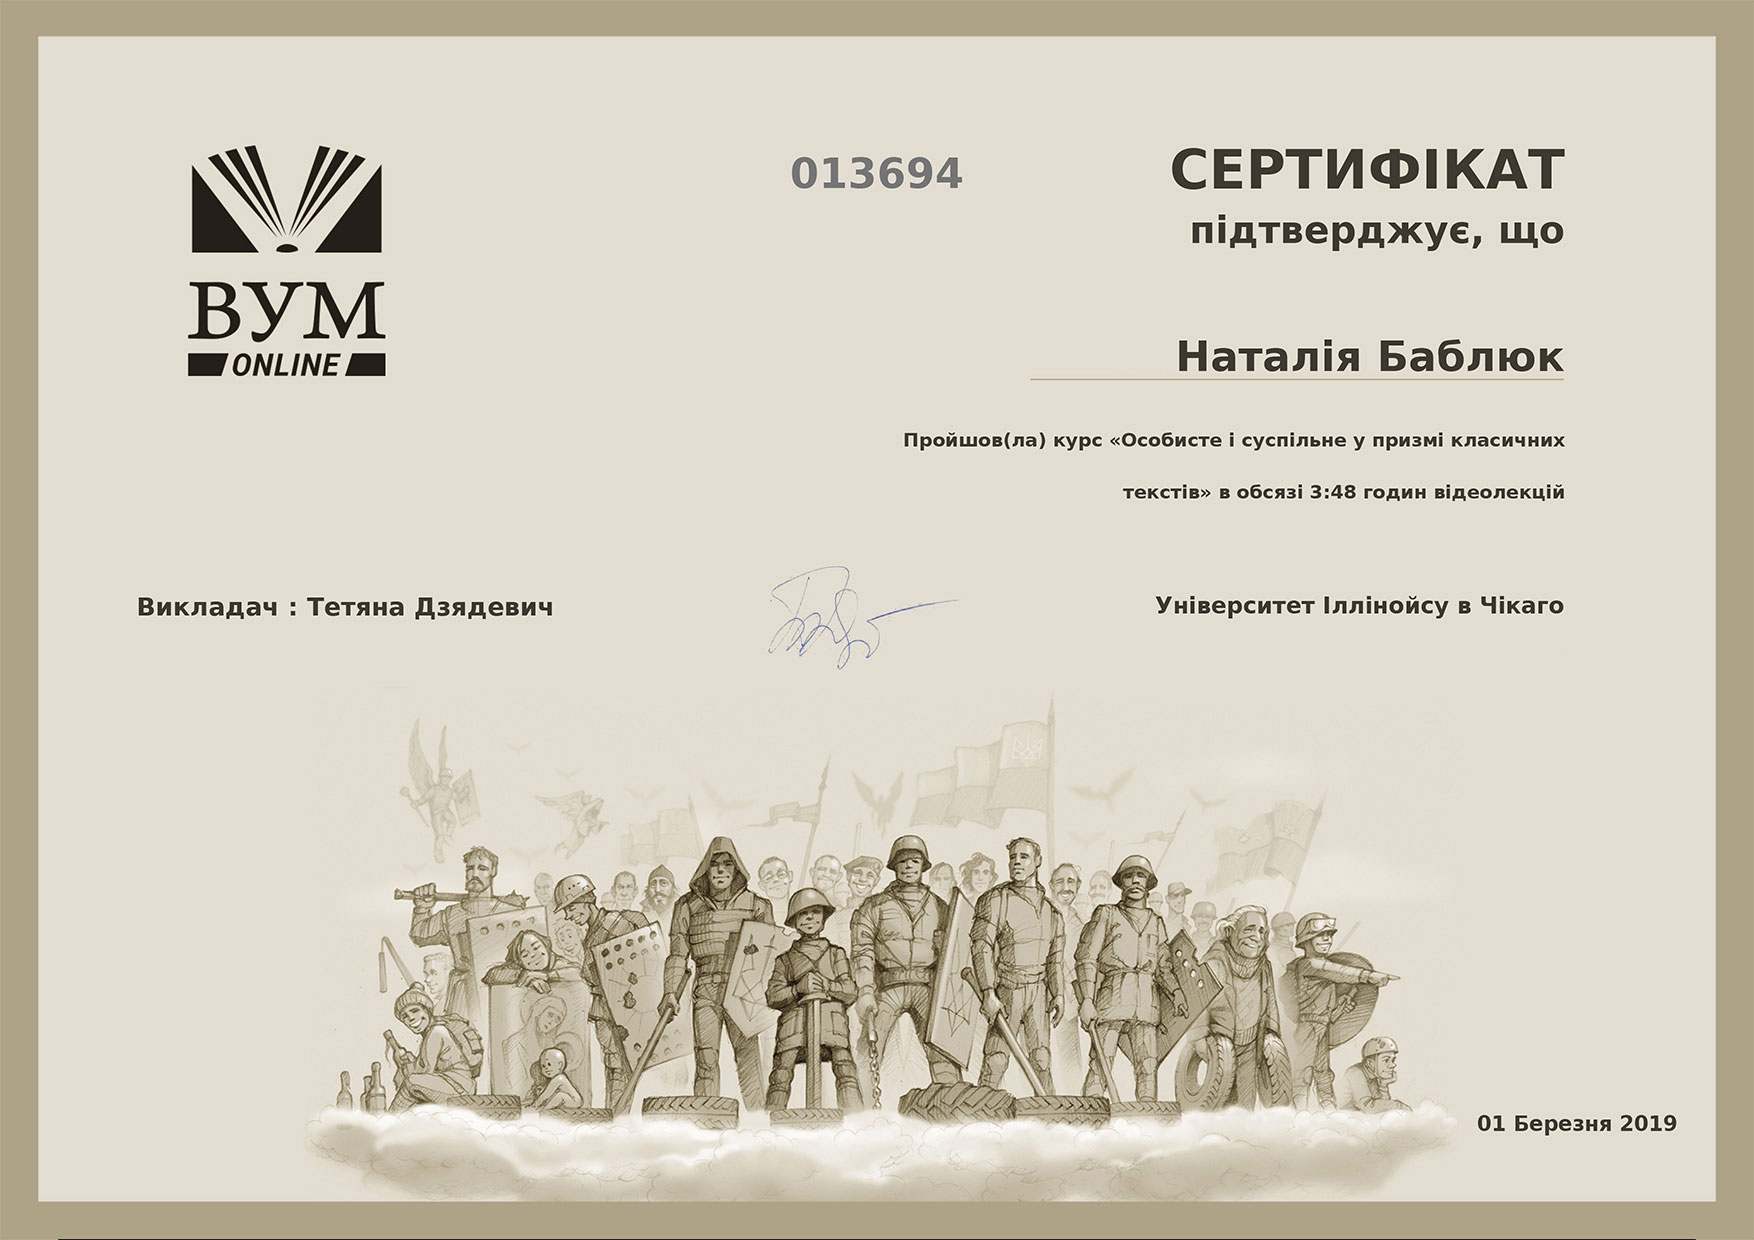 ВУМ
ONLINE
013694
СЕРТИФІКАТ
підтверджує, що
Наталія Баблюк
Пройшов(ла) курс «Особисте і суспільне у призмі класичних
текстів» в обсязі 3:48 годин відеолекцій
Викладач : Тетяна Дзядевич
Університет Іллінойсу в Чікаго
01 Березня 2019